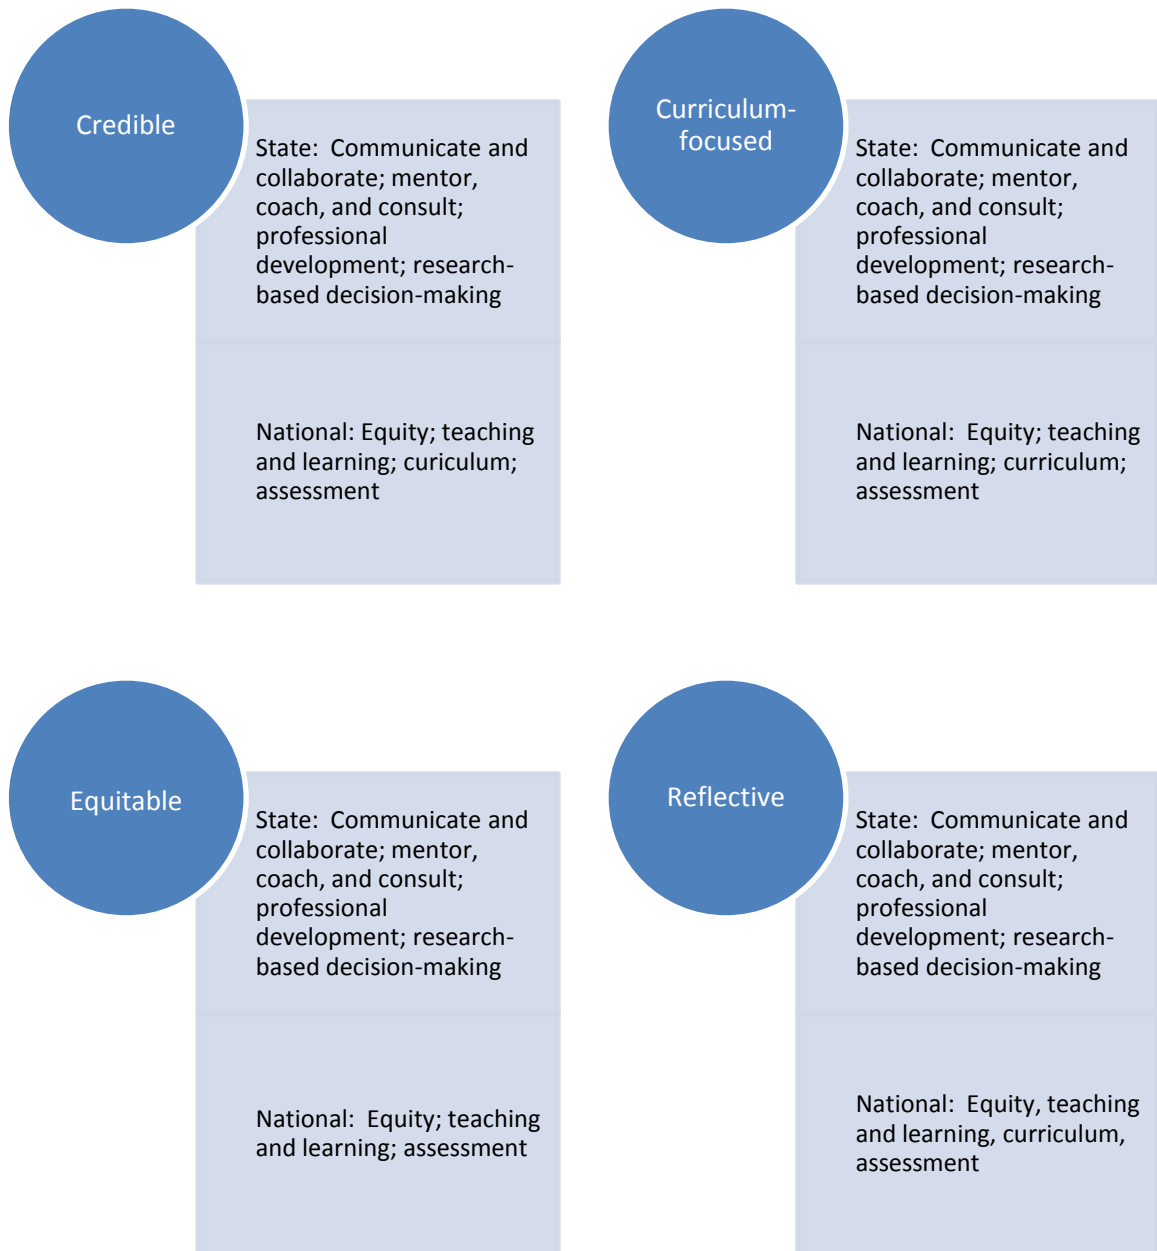 Credible
State:  Communicate and
collaborate; mentor,
coach, and consult;
professional
development; research-
based decision-making
National: Equity; teaching
and learning; curiculum;
assessment
Curriculum-
focused
State:  Communicate and
collaborate; mentor,
coach, and consult;
professional
development; research-
based decision-making
National:  Equity; teaching
and learning; curriculum;
assessment
Equitable
State:  Communicate and
collaborate; mentor,
coach, and consult;
professional
development; research-
based decision-making
National:  Equity; teaching
and learning; assessment
Reflective
State:  Communicate and
collaborate; mentor,
coach, and consult;
professional
development; research-
based decision-making
National:  Equity, teaching
and learning, curriculum,
assessment